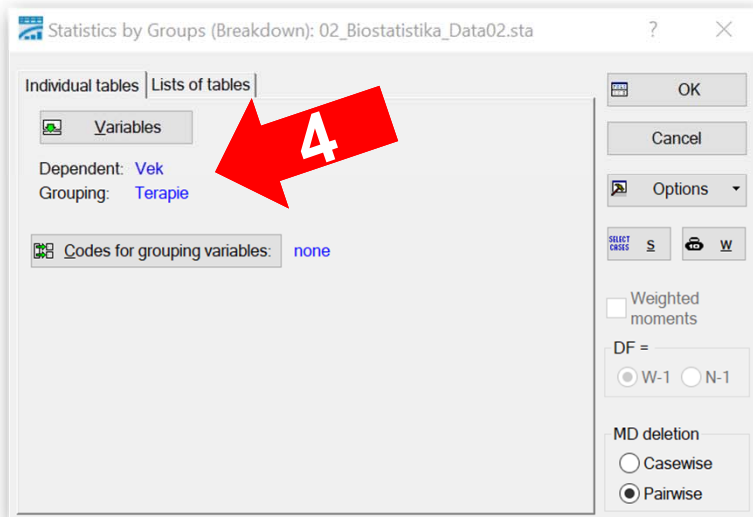 Statistics by Groups (Breakdown): 02_Biostatistika_Data02.sta ?
Individual tables Lists of tables
Variables
Dependent: Vek
Grouping: Terapie
4
Codes for grouping variables: none
OK
Cancel
Options
SELECT CASES S W
Weighted
moments
DF =
W-1 N-1
MD deletion
Casewise
Pairwise